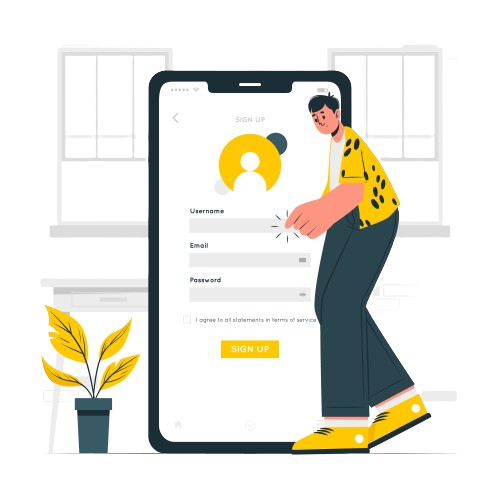 SIGN UP
Username
Email
Password
I agree to all statements in terms of service
SIGN UP